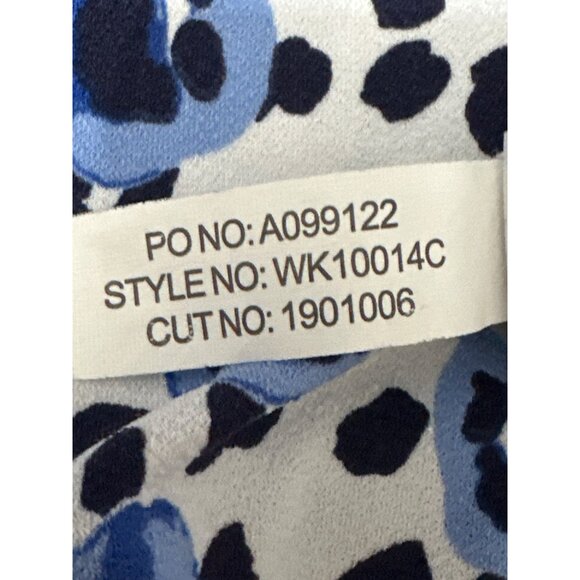 PO NO: A099122
STYLE NO: WK10014C
CUT NO: 1901006